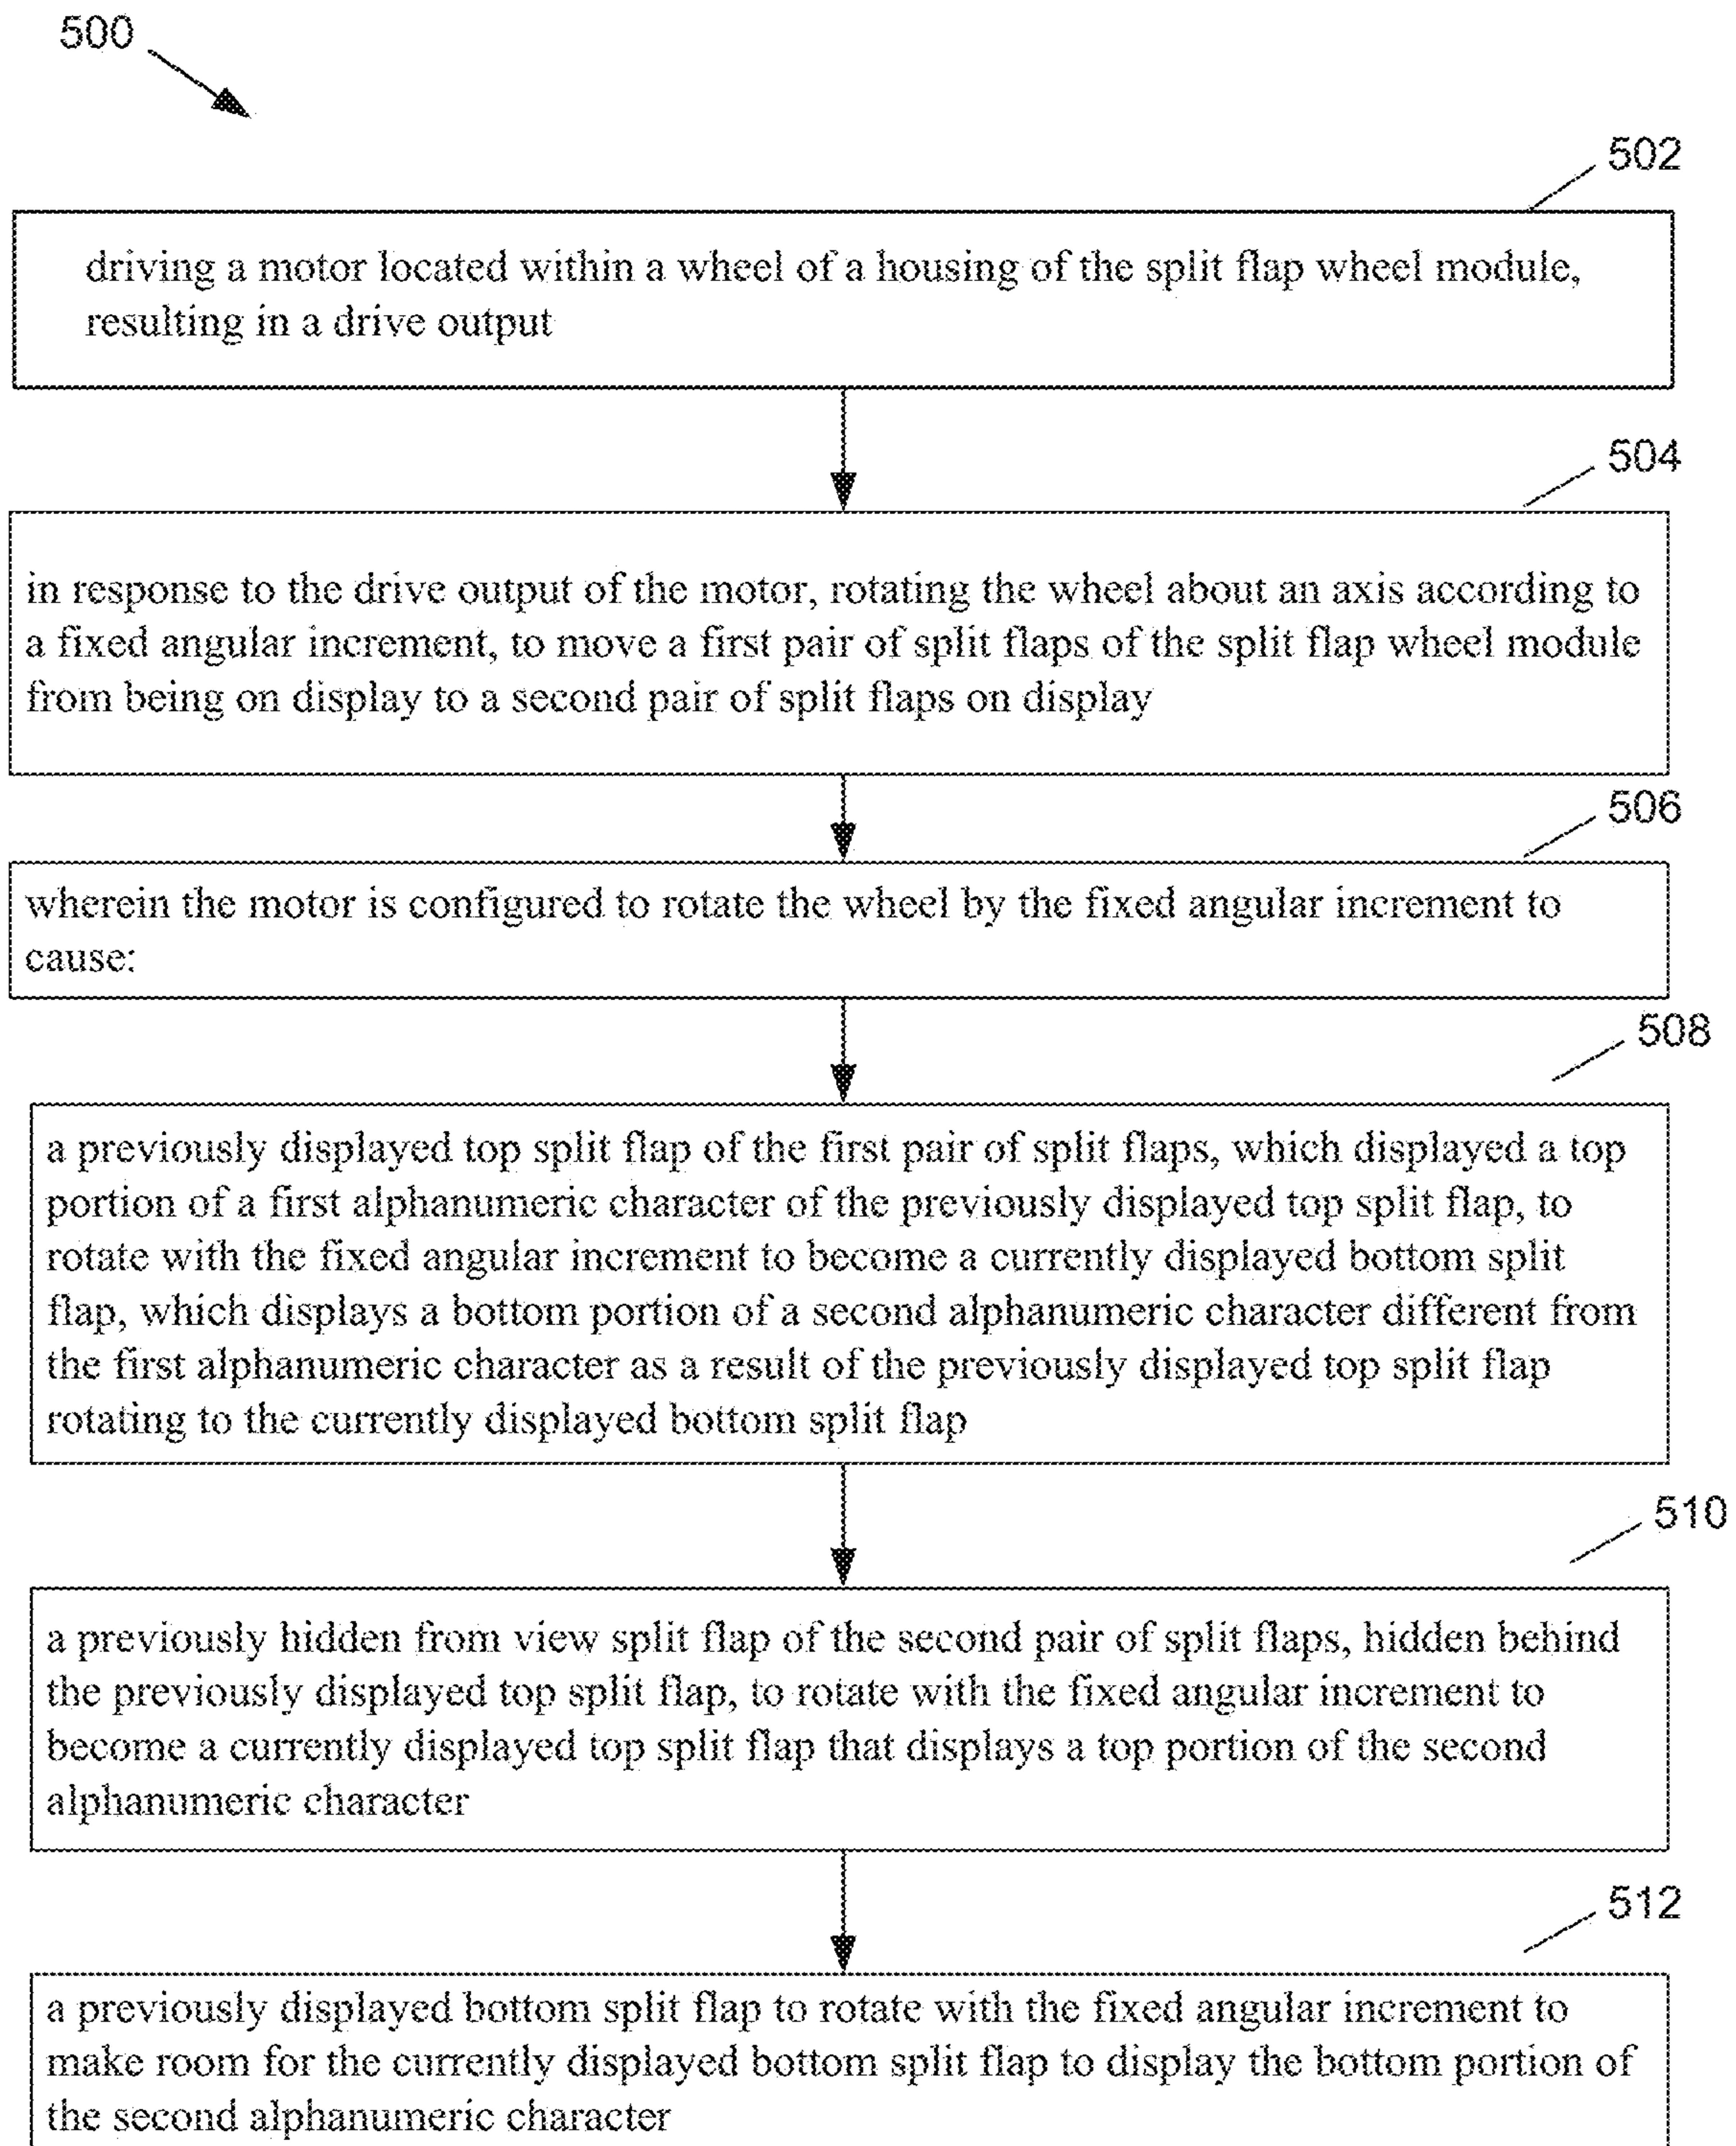 500
502
driving a motor located within a wheel of a housing of the split flap wheel module,
resulting in a drive output
504
in response to the drive output of the motor, rotating the wheel about an axis according to
a fixed angular increment, to move a first pair of split flaps of the split flap wheel module
from being on display to a second pair of split flaps on display
506
wherein the motor is configured to rotate the wheel by the fixed angular increment to
cause:
508
a previously displayed top split flap of the first pair of split flaps, which displayed a top
portion of a first alphanumeric character of the previously displayed top split flap, to
rotate with the fixed angular increment to become a currently displayed bottom split
flap, which displays a bottom portion of a second alphanumeric character different from
the first alphanumeric character as a result of the previously displayed top split flap
rotating to the currently displayed bottom split flap
510
a previously hidden from view split flap of the second pair of split flaps, hidden behind
the previously displayed top split flap, to rotate with the fixed angular increment to
become a currently displayed top split flap that displays a top portion of the second
alphanumeric character
512
a previously displayed bottom split flap to rotate with the fixed angular increment to
make room for the currently displayed bottom split flap to display the bottom portion of
the second alphanumeric character